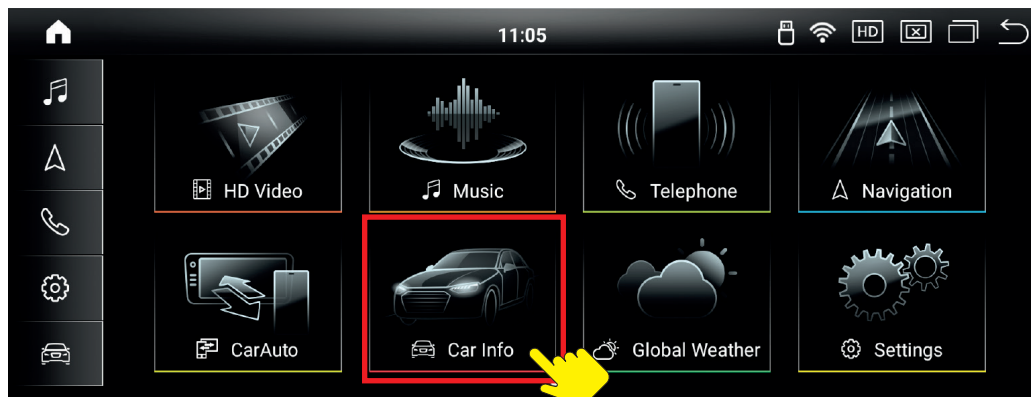 11:05
HD
HD Video
Music
Telephone
Navigation
CarAuto
Car Info
Global Weather
Settings